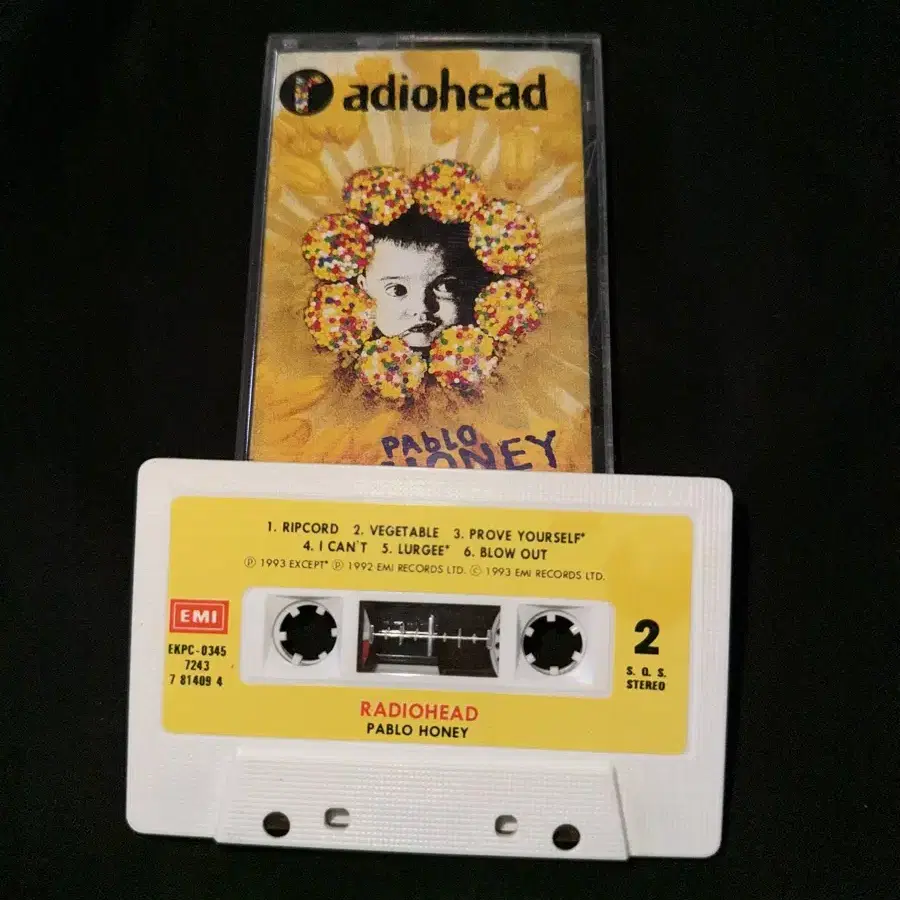 radiohead
PABLO
HONEY
1. RIPCORD 2. VEGETABLE 3. PROVE YOURSELF*
4. I CAN'T 5. LURGEE* 6. BLOW OUT
Ⓟ 1993 EXCEPT* Ⓟ 1992 EMI RECORDS LTD. © 1993 EMI RECORDS LTD.
EMI
EKPC-0345
7243
7 81409 4
2
S. Q. S.
STEREO
RADIOHEAD
PABLO HONEY